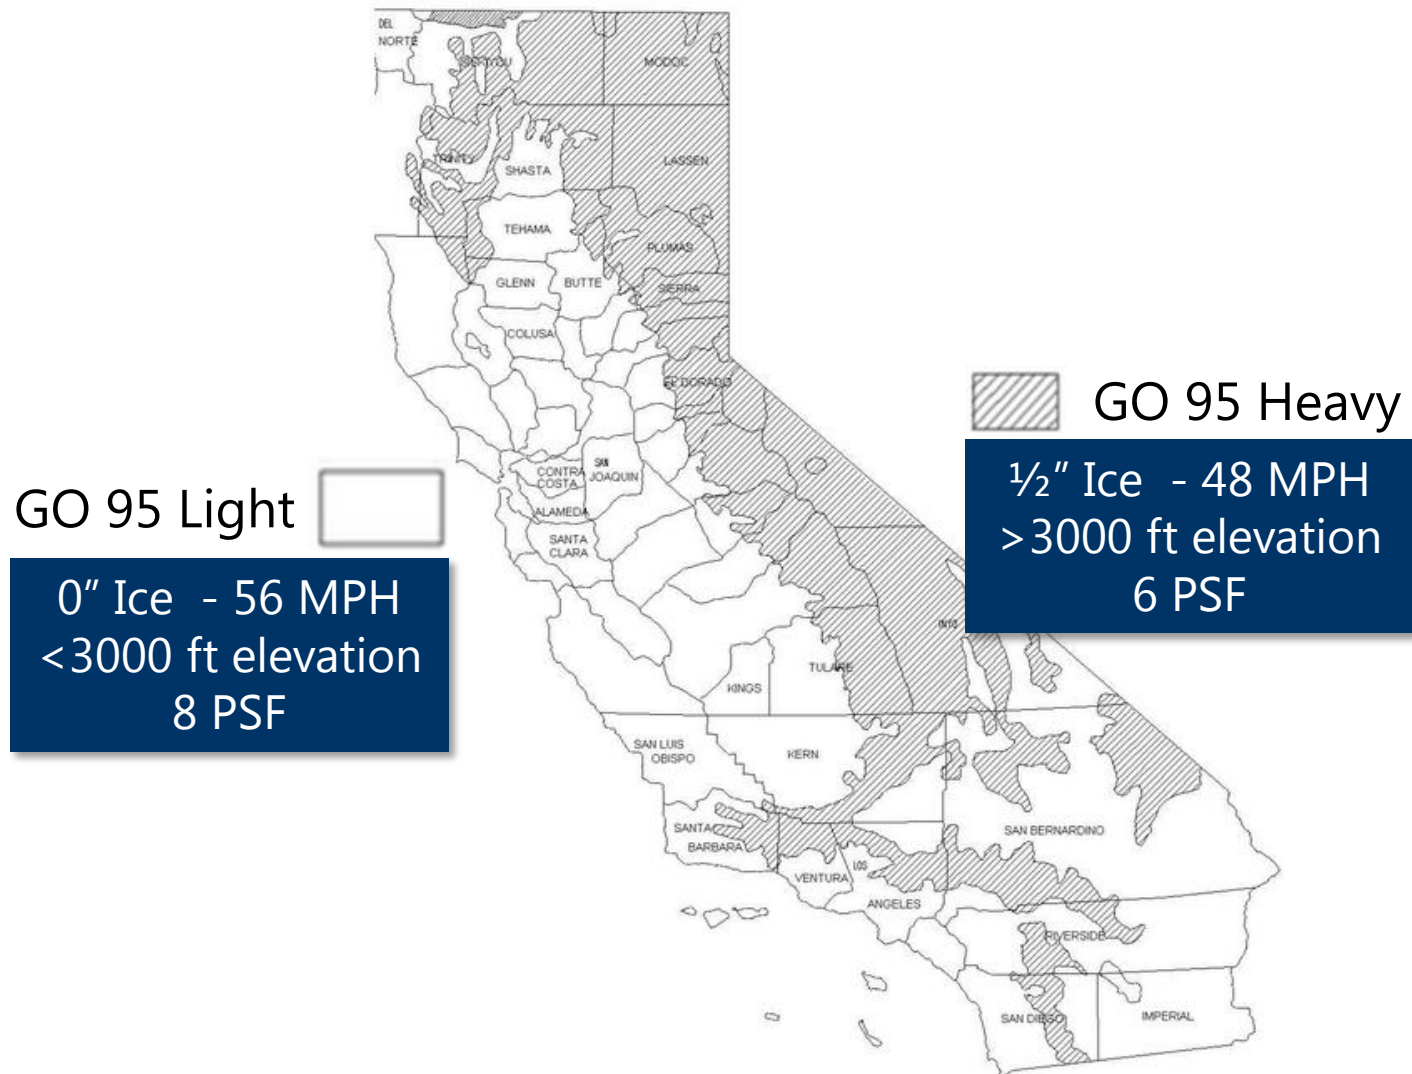 DEL
NORTE
SISKIYOU
MODOC
TRINITY
SHASTA
LASSEN
TEHAMA
PLUMAS
GLENN
BUTTE
SIERRA
COLUSA
EL DORADO
GO 95 Heavy
½" Ice - 48 MPH
>3000 ft elevation
6 PSF
CONTRA
COSTA
SAN
JOAQUIN
GO 95 Light
0" Ice - 56 MPH
<3000 ft elevation
8 PSF
ALAMEDA
SANTA
CLARA
INYO
TULARE
KINGS
SAN LUIS
OBISPO
KERN
SANTA
BARBARA
SAN BERNARDINO
VENTURA
LOS
ANGELES
RIVERSIDE
SAN DIEGO
IMPERIAL